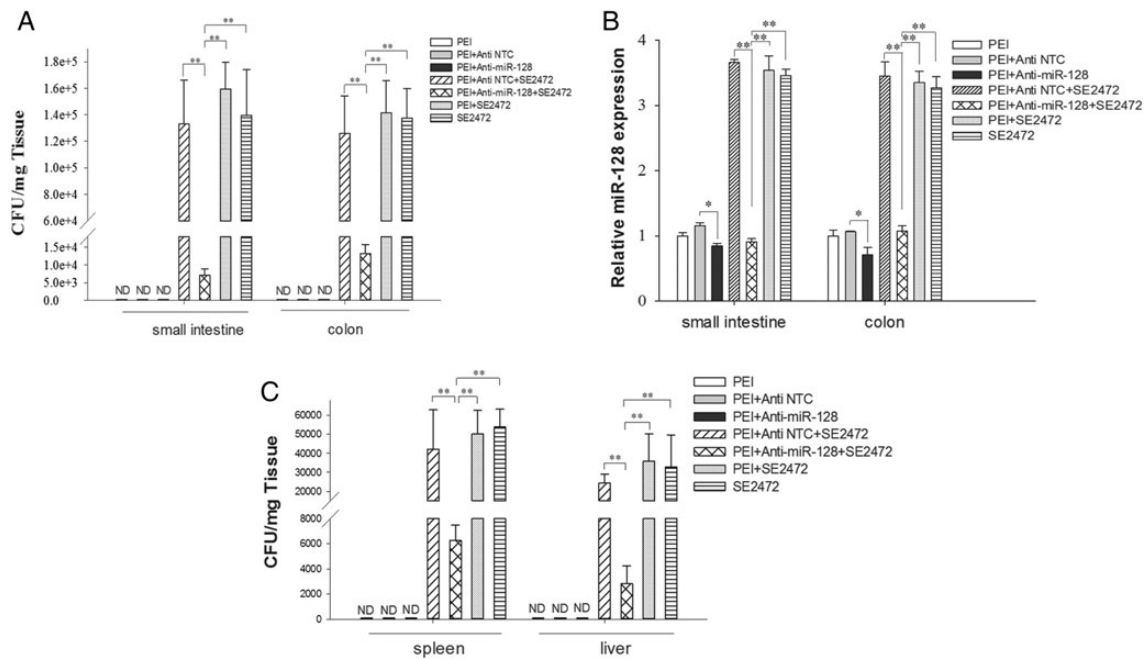 A
CFU/mg Tissue
1.8e+5
1.6e+5
1.4e+5
1.2e+5
1.0e+5
8.0e+4
6.0e+4
1.5e+4
1.0e+4
5.0e+3
0.0
** ** **
** ** **
ND ND ND
ND ND ND
small intestine
colon
PEI
PEI+Anti NTC
PEI+Anti-miR-128
PEI+Anti NTC+SE2472
PEI+Anti-miR-128+SE2472
PEI+SE2472
SE2472
B
Relative miR-128 expression
4
3
2
1
0
* ** ** **
* ** ** **
small intestine
colon
PEI
PEI+Anti NTC
PEI+Anti-miR-128
PEI+Anti NTC+SE2472
PEI+Anti-miR-128+SE2472
PEI+SE2472
SE2472
C
CFU/mg Tissue
60000
50000
40000
30000
20000
8000
6000
4000
2000
0
** ** **
** ** **
ND ND ND
ND ND ND
spleen
liver
PEI
PEI+Anti NTC
PEI+Anti-miR-128
PEI+Anti NTC+SE2472
PEI+Anti-miR-128+SE2472
PEI+SE2472
SE2472